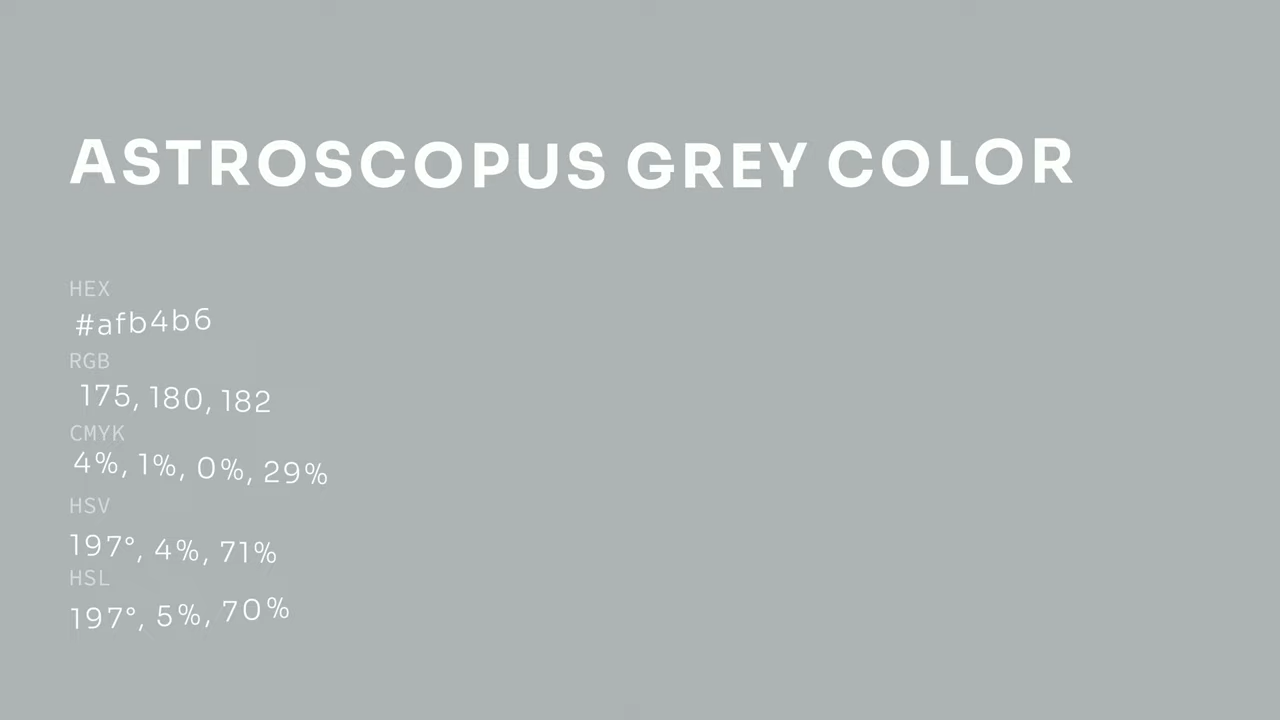 ASTROSCOPUS GREY COLOR
HEX
#afb4b6
RGB
175, 180, 182
CMYK
4%, 1%, 0%, 29%
HSV
197°, 4%, 71%
HSL
197°, 5%, 70%